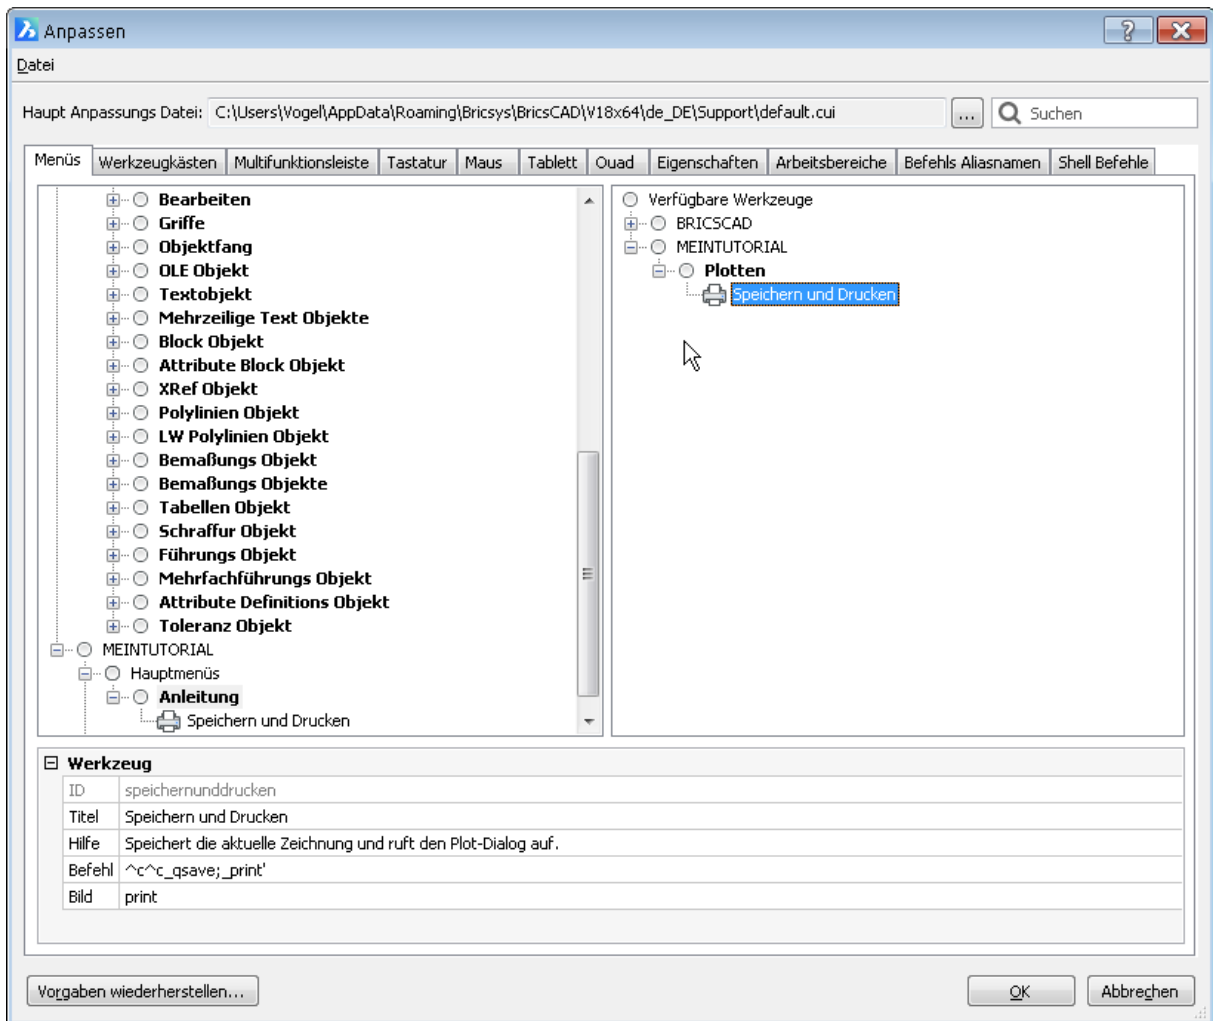 Anpassen
Datei
Haupt Anpassungs Datei: C:\Users\Vogel\AppData\Roaming\Bricsys\BricsCAD\V18x64\de_DE\Support\default.cui ... Suchen
Menüs Werkzeugkästen Multifunktionsleiste Tastatur Maus Tablett Quad Eigenschaften Arbeitsbereiche Befehls Aliasnamen Shell Befehle
Bearbeiten
Griffe
Objektfang
OLE Objekt
Textobjekt
Mehrzeilige Text Objekte
Block Objekt
Attribute Block Objekt
XRef Objekt
Polylinien Objekt
LW Polylinien Objekt
Bemaßungs Objekt
Bemaßungs Objekte
Tabellen Objekt
Schraffur Objekt
Führungs Objekt
Mehrfachführungs Objekt
Attribute Definitions Objekt
Toleranz Objekt
MEINTUTORIAL
Hauptmenüs
Anleitung
Speichern und Drucken
Verfügbare Werkzeuge
BRICSCAD
MEINTUTORIAL
Plotten
Speichern und Drucken
Werkzeug
ID speichernunddrucken
Titel Speichern und Drucken
Hilfe Speichert die aktuelle Zeichnung und ruft den Plot-Dialog auf.
Befehl ^c^c_qsave;_print'
Bild print
Vorgaben wiederherstellen... OK Abbrechen